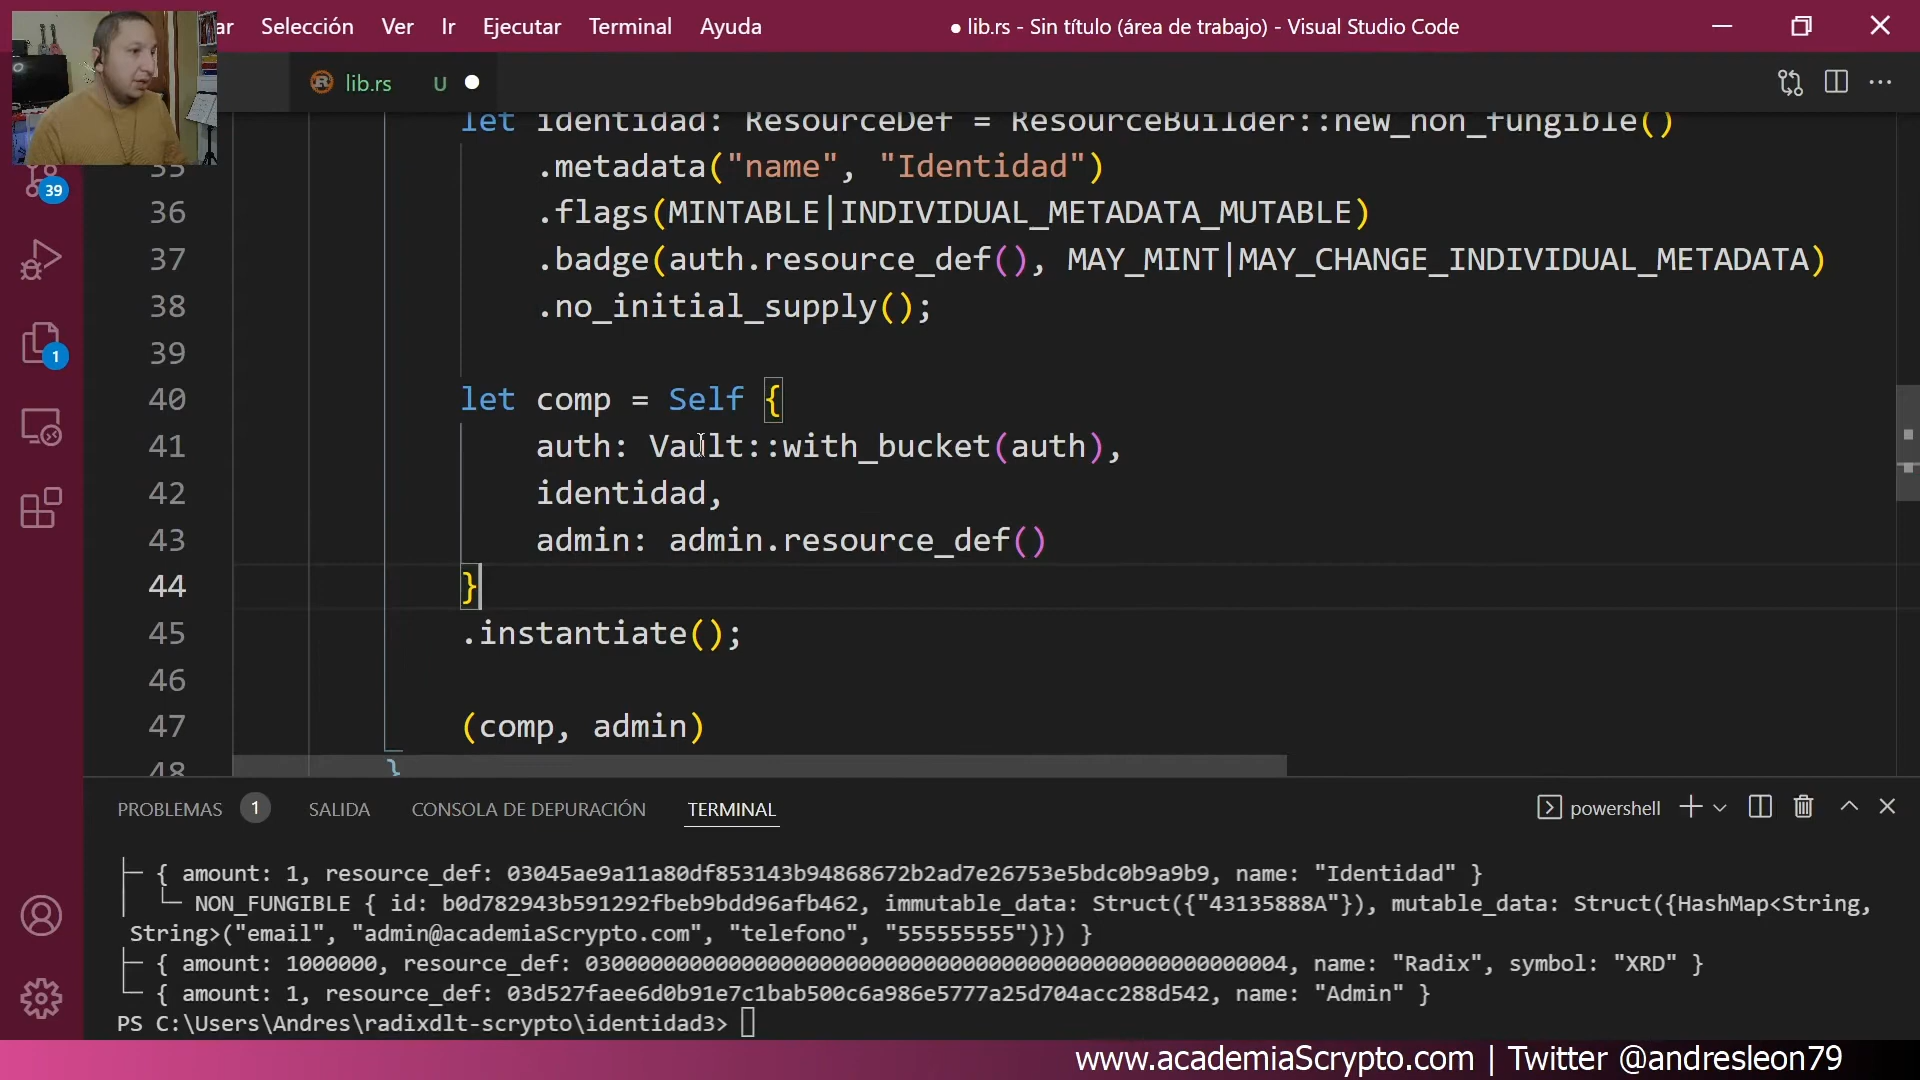 ar Selección Ver Ir Ejecutar Terminal Ayuda ● lib.rs - Sin título (área de trabajo) - Visual Studio Code
lib.rs U ●
let identidad: ResourceDef = ResourceBuilder::new_non_fungible()
35 .metadata("name", "Identidad")
36 .flags(MINTABLE|INDIVIDUAL_METADATA_MUTABLE)
37 .badge(auth.resource_def(), MAY_MINT|MAY_CHANGE_INDIVIDUAL_METADATA)
38 .no_initial_supply();
39
40 let comp = Self {
41 auth: Vault::with_bucket(auth),
42 identidad,
43 admin: admin.resource_def()
44 }
45 .instantiate();
46
47 (comp, admin)
48 }
39
1
PROBLEMAS 1 SALIDA CONSOLA DE DEPURACIÓN TERMINAL powershell
├─ { amount: 1, resource_def: 03045ae9a11a80df853143b94868672b2ad7e26753e5bdc0b9a9b9, name: "Identidad" }
│ └─ NON_FUNGIBLE { id: b0d782943b591292fbeb9bdd96afb462, immutable_data: Struct({"43135888A"}), mutable_data: Struct({HashMap<String,
String>("email", "admin@academiaScrypto.com", "telefono", "555555555")}) }
├─ { amount: 1000000, resource_def: 030000000000000000000000000000000000000000000000000004, name: "Radix", symbol: "XRD" }
└─ { amount: 1, resource_def: 03d527faee6d0b91e7c1bab500c6a986e5777a25d704acc288d542, name: "Admin" }
PS C:\Users\Andres\radixdlt-scrypto\identidad3>
www.academiaScrypto.com | Twitter @andresleon79